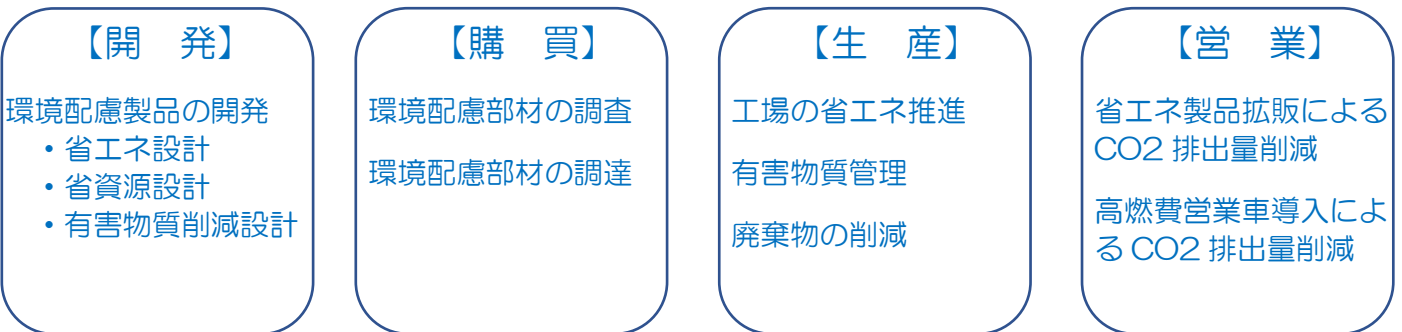 【開　発】
環境配慮製品の開発
・省エネ設計
・省資源設計
・有害物質削減設計
【購　買】
環境配慮部材の調査
環境配慮部材の調達
【生　産】
工場の省エネ推進
有害物質管理
廃棄物の削減
【営　業】
省エネ製品拡販による
CO2 排出量削減
高燃費営業車導入によ
る CO2 排出量削減